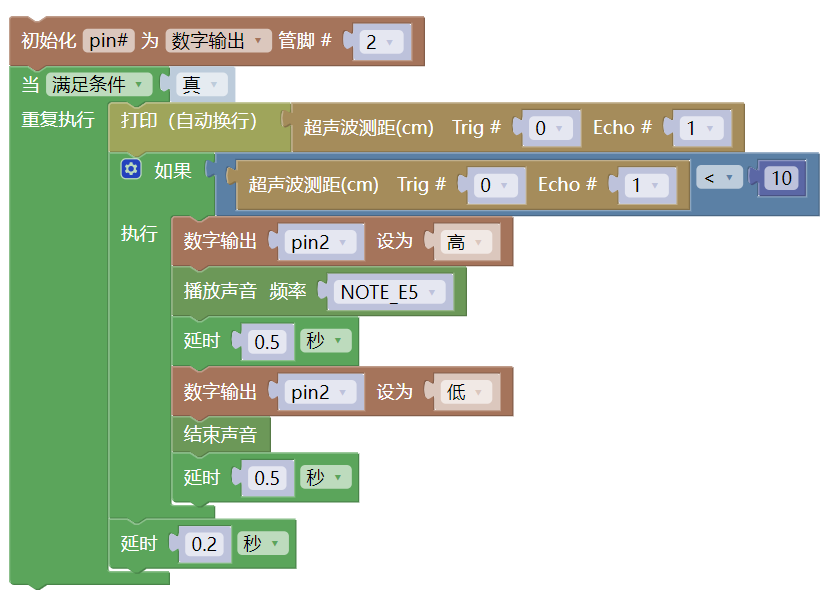 初始化 pin# 为 数字输出 管脚 # 2
当 满足条件 真
重复执行 打印（自动换行） 超声波测距(cm) Trig # 0 Echo # 1
如果 超声波测距(cm) Trig # 0 Echo # 1 < 10
执行 数字输出 pin2 设为 高
播放声音 频率 NOTE_E5
延时 0.5 秒
数字输出 pin2 设为 低
结束声音
延时 0.5 秒
延时 0.2 秒